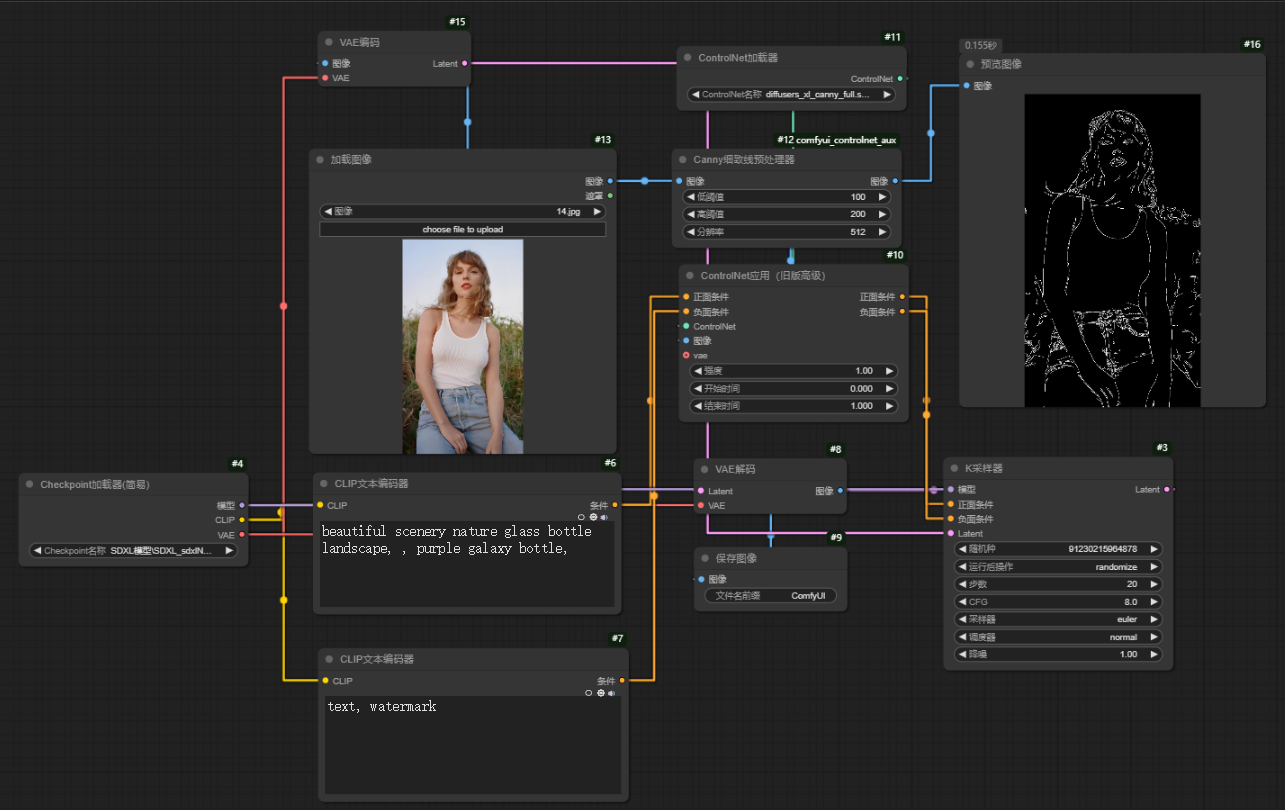 #15
VAE编码
图像
Latent
VAE
#11
ControlNet加载器
ControlNet
ControlNet名称 diffusers_xl_canny_full.s...
0.155秒
#16
预览图像
图像
#13
加载图像
图像
遮罩
图像 14.jpg
choose file to upload
#12 comfyui_controlnet_aux
Canny细致线预处理器
图像 图像
低阈值 100
高阈值 200
分辨率 512
#10
ControlNet应用（旧版高级）
正面条件 正面条件
负面条件 负面条件
ControlNet
图像
vae
强度 1.00
开始时间 0.000
结束时间 1.000
#4
Checkpoint加载器(简易)
模型
CLIP
VAE
Checkpoint名称 SDXL模型\SDXL_sdxlN...
#6
CLIP文本编码器
CLIP 条件
beautiful scenery nature glass bottle
landscape, , purple galaxy bottle,
#7
CLIP文本编码器
CLIP 条件
text, watermark
#8
VAE解码
Latent 图像
VAE
#9
保存图像
图像
文件名前缀 ComfyUI
#3
K采样器
模型 Latent
正面条件
负面条件
Latent
随机种 91230215964878
运行后操作 randomize
步数 20
CFG 8.0
采样器 euler
调度器 normal
降噪 1.00